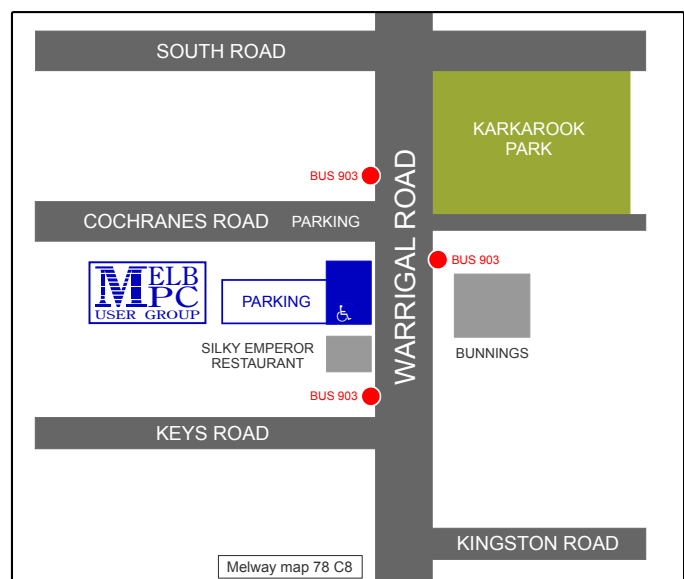 SOUTH ROAD
KARKAROOK
PARK
BUS 903
WARRIGAL ROAD
COCHRANES ROAD
PARKING
BUS 903
MELB
PC
USER GROUP
PARKING
SILKY EMPEROR
RESTAURANT
BUNNINGS
BUS 903
KEYS ROAD
KINGSTON ROAD
Melway map 78 C8